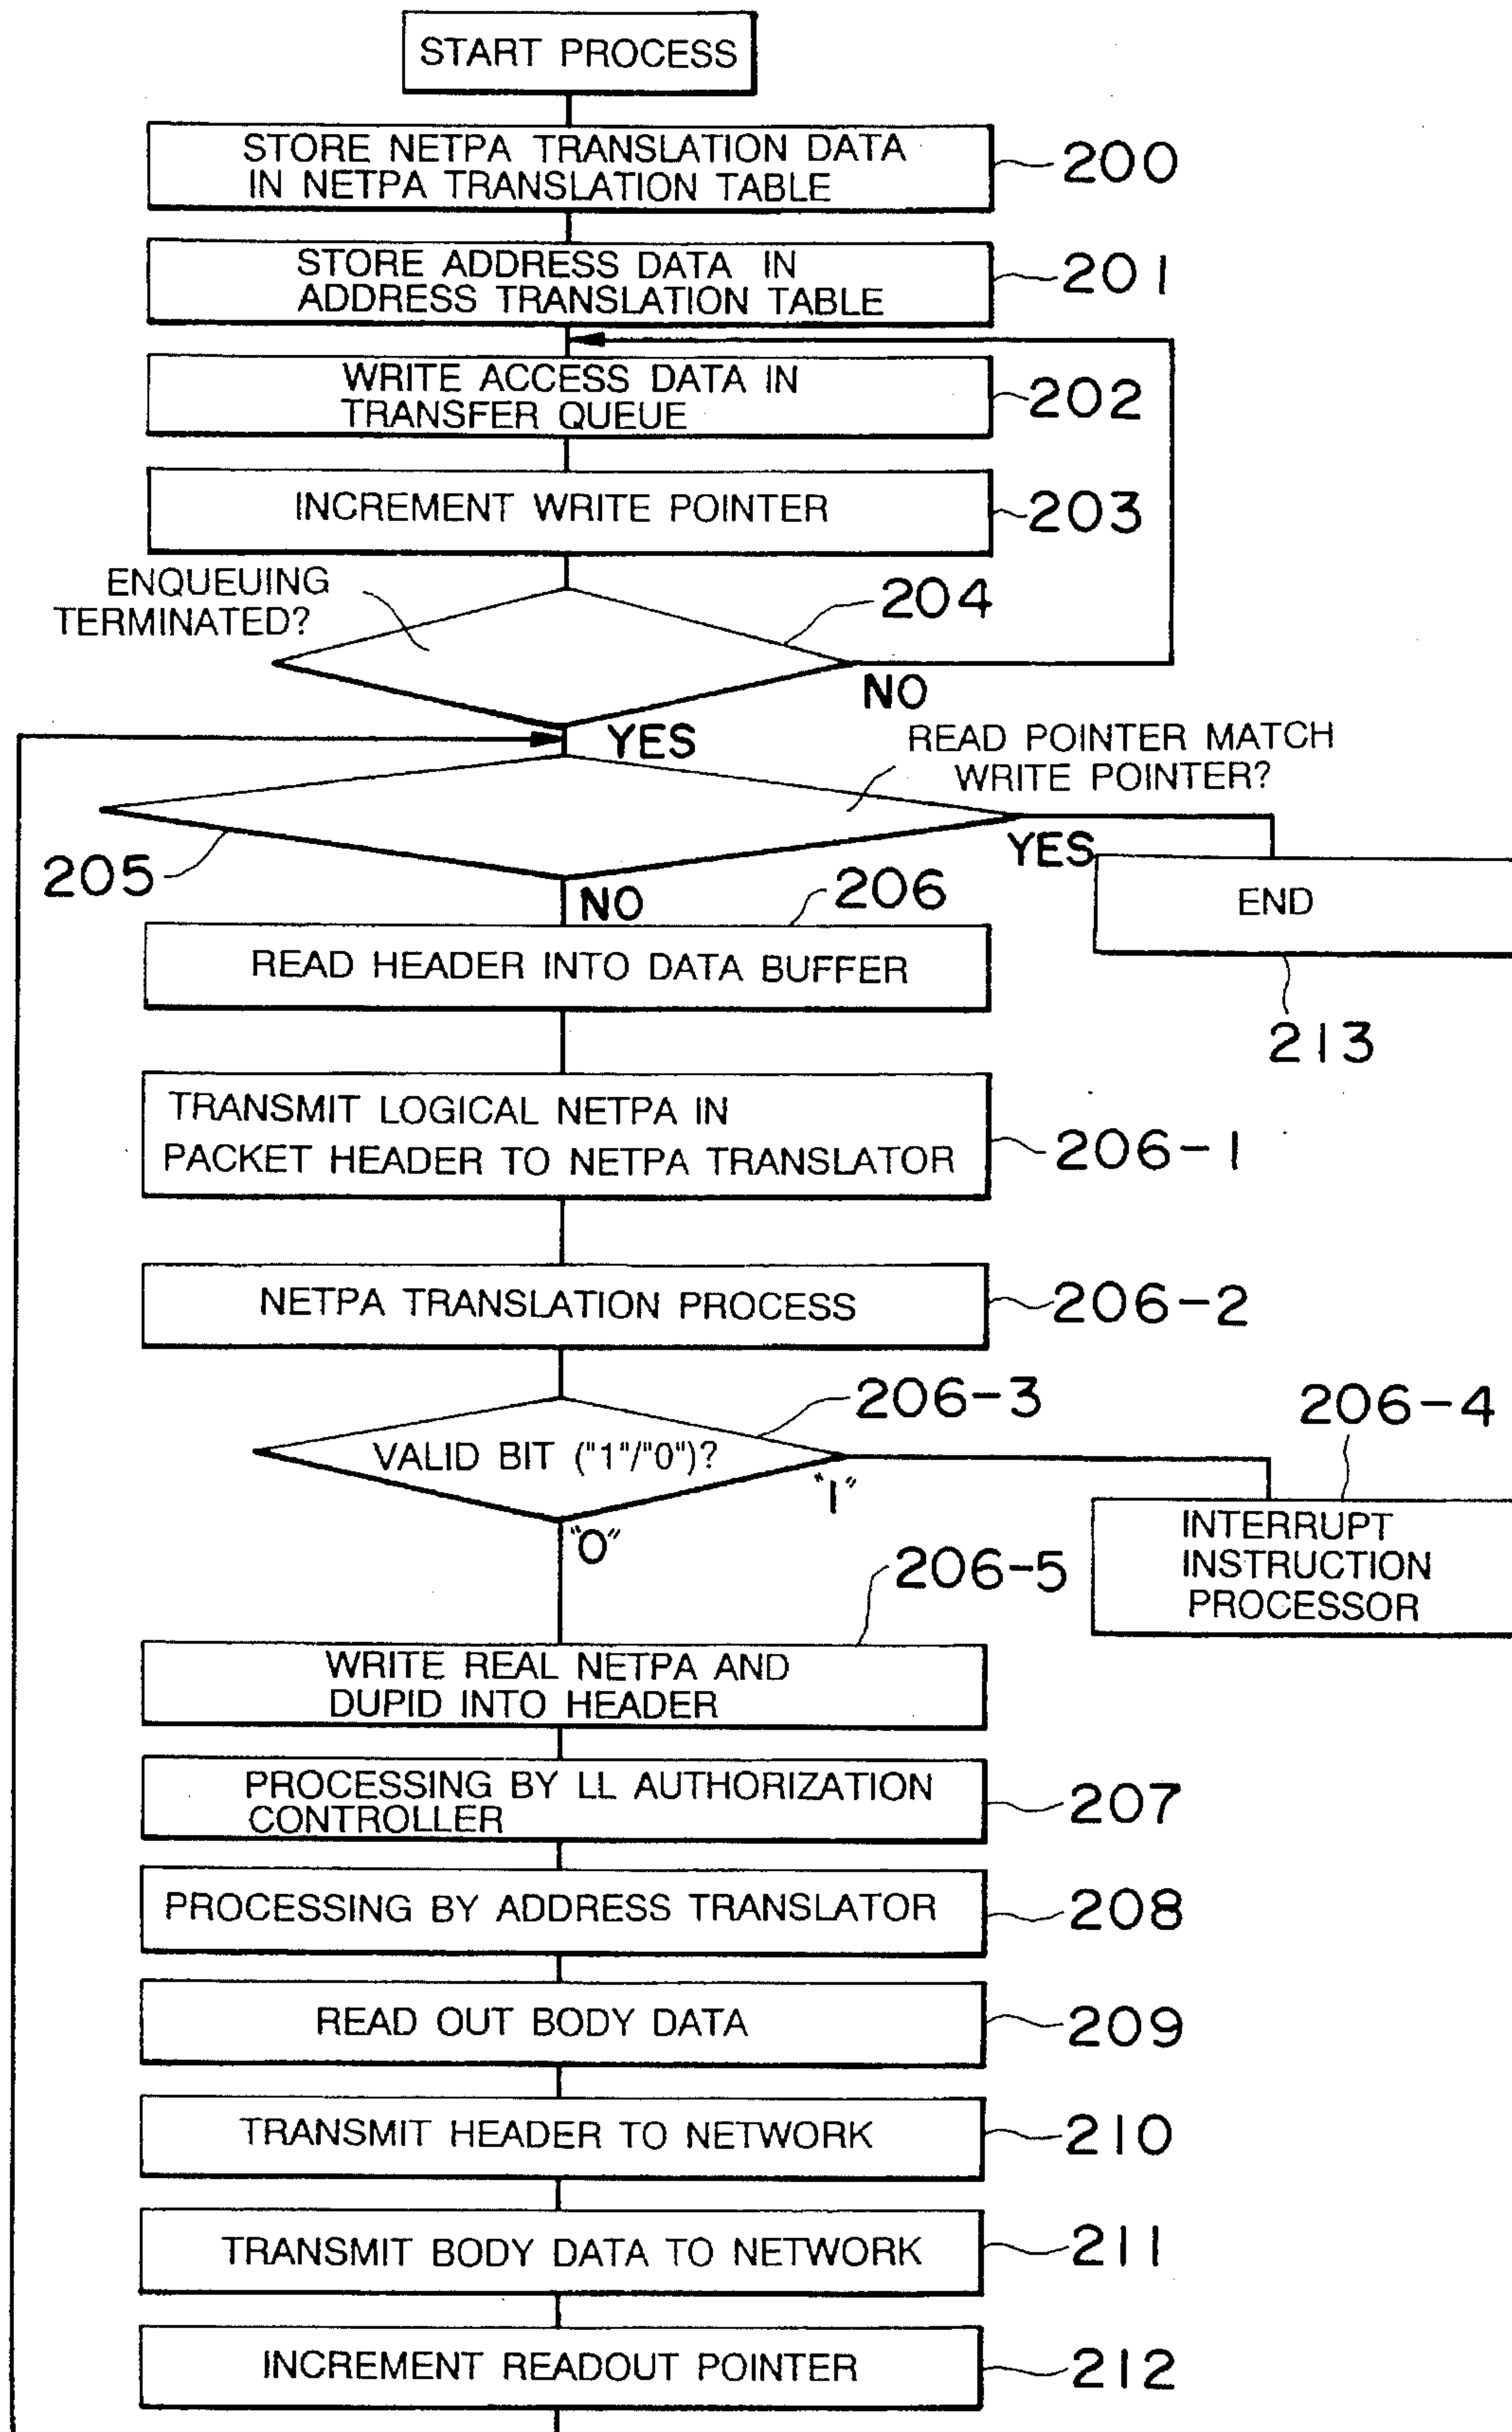 START PROCESS
STORE NETPA TRANSLATION DATA
IN NETPA TRANSLATION TABLE
200
STORE ADDRESS DATA IN
ADDRESS TRANSLATION TABLE
201
WRITE ACCESS DATA IN
TRANSFER QUEUE
202
INCREMENT WRITE POINTER
203
ENQUEUING
TERMINATED?
204
NO
YES
READ POINTER MATCH
WRITE POINTER?
205
YES
NO
END
213
206
READ HEADER INTO DATA BUFFER
TRANSMIT LOGICAL NETPA IN
PACKET HEADER TO NETPA TRANSLATOR
206-1
NETPA TRANSLATION PROCESS
206-2
206-3
VALID BIT ("1"/"0")?
"1"
"0"
206-4
INTERRUPT
INSTRUCTION
PROCESSOR
206-5
WRITE REAL NETPA AND
DUPID INTO HEADER
PROCESSING BY LL AUTHORIZATION
CONTROLLER
207
PROCESSING BY ADDRESS TRANSLATOR
208
READ OUT BODY DATA
209
TRANSMIT HEADER TO NETWORK
210
TRANSMIT BODY DATA TO NETWORK
211
INCREMENT READOUT POINTER
212